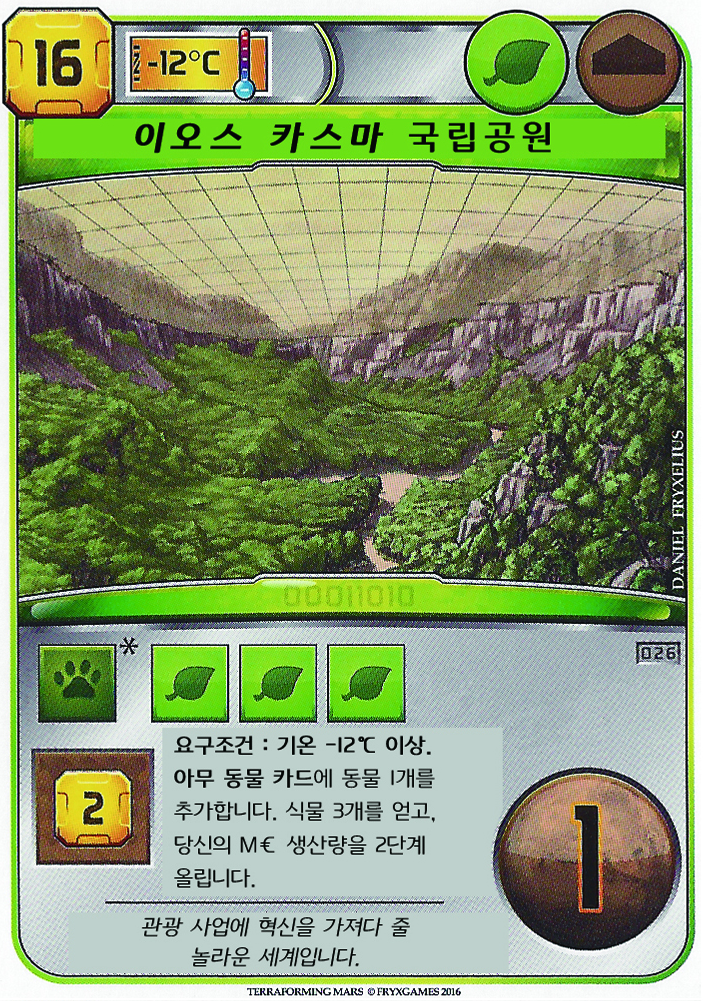 16
-12°C
이오스 카스마 국립공원
DANIEL FRYXELIUS
00011010
*
026
요구조건 : 기온 -12℃ 이상.
2
아무 동물 카드에 동물 1개를
추가합니다. 식물 3개를 얻고,
당신의 M€ 생산량을 2단계
올립니다.
1
관광 사업에 혁신을 가져다 줄
놀라운 세계입니다.
TERRAFORMING MARS © FRYXGAMES 2016